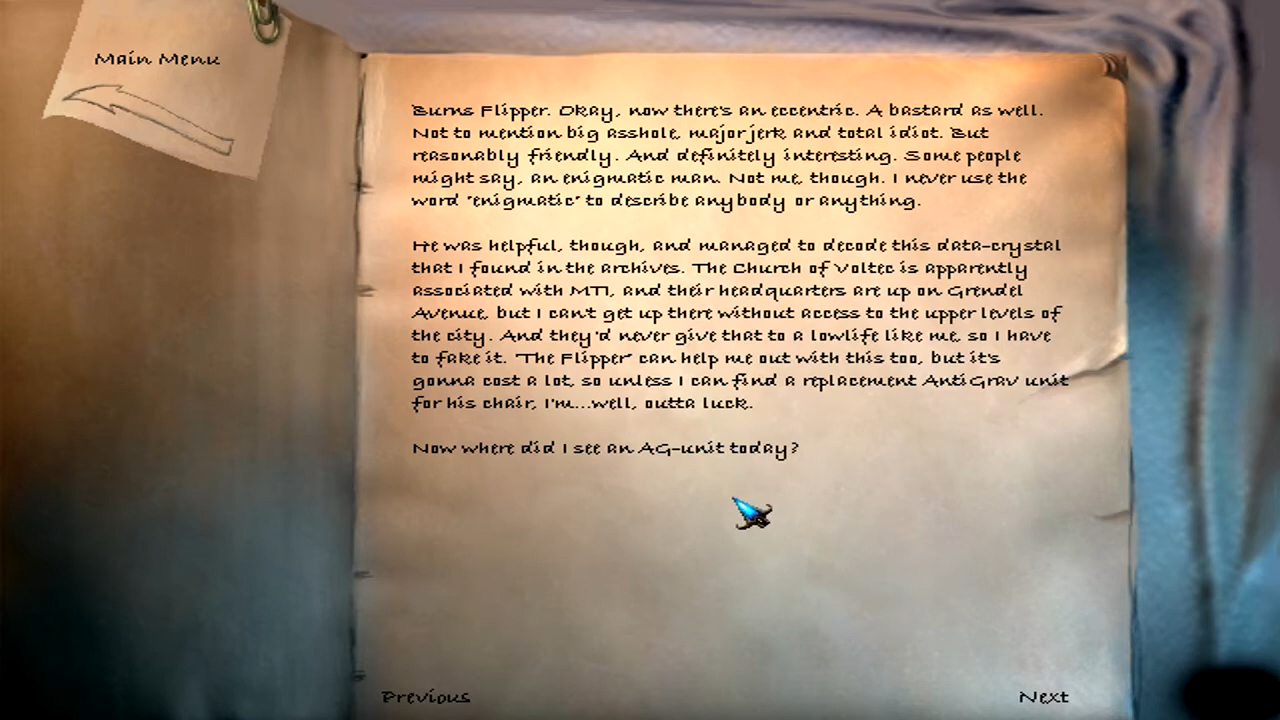 Main Menu
Burns Flipper. Okay, now there's an eccentric. A bastard as well.
Not to mention big asshole, major jerk and total idiot. But
reasonably friendly. And definitely interesting. Some people
might say, an enigmatic man. Not me, though. I never use the
word "enigmatic" to describe anybody or anything.
He was helpful, though, and managed to decode this data-crystal
that I found in the archives. The Church of Voltec is apparently
associated with MTI, and their headquarters are up on Grendel
Avenue, but I can't get up there without access to the upper levels of
the city. And they'd never give that to a lowlife like me, so I have
to fake it. "The Flipper" can help me out with this too, but it's
gonna cost a lot, so unless I can find a replacement AntiGrav unit
for his chair, I'm...well, outta luck.
Now where did I see an AG-unit today?
Previous
Next